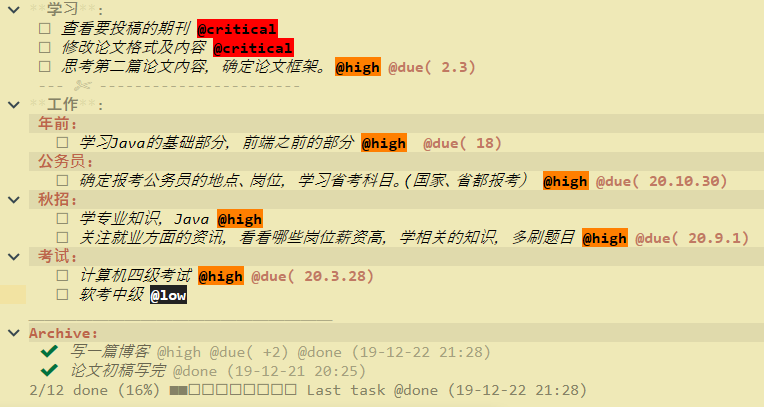 **学习**:
☐ 查看要投稿的期刊 @critical
☐ 修改论文格式及内容 @critical
☐ 思考第二篇论文内容, 确定论文框架。@high @due( 2.3)
--- ✄ -----------------------
**工作**:
年前:
☐ 学习Java的基础部分, 前端之前的部分 @high  @due( 18)
公务员:
☐ 确定报考公务员的地点、岗位, 学习省考科目。(国家、省都报考) @high @due( 20.10.30)
秋招:
☐ 学专业知识, Java @high
☐ 关注就业方面的资讯, 看看哪些岗位薪资高, 学相关的知识, 多刷题目 @high @due( 20.9.1)
考试:
☐ 计算机四级考试 @high @due( 20.3.28)
☐ 软考中级 @low
______________________________________
Archive:
✔ 写一篇博客 @high @due( +2) @done (19-12-22 21:28)
✔ 论文初稿写完 @done (19-12-21 20:25)
2/12 done (16%) ■■□□□□□□□□ Last task @done (19-12-22 21:28)